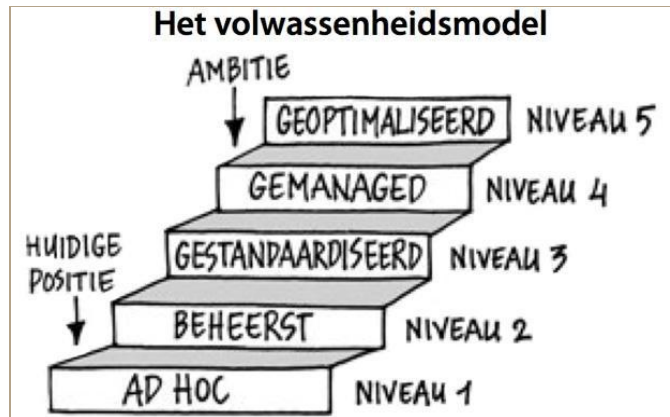 Het volwassenheidsmodel
AMBITIE
GEOPTIMALISEERD NIVEAU 5
GEMANAGED NIVEAU 4
HUIDIGE
POSITIE
GESTANDAARDISEERD NIVEAU 3
BEHEERST NIVEAU 2
AD HOC NIVEAU 1